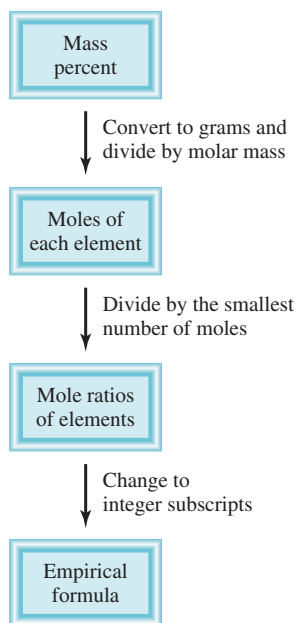 Mass
percent
Convert to grams and
divide by molar mass
Moles of
each element
Divide by the smallest
number of moles
Mole ratios
of elements
Change to
integer subscripts
Empirical
formula